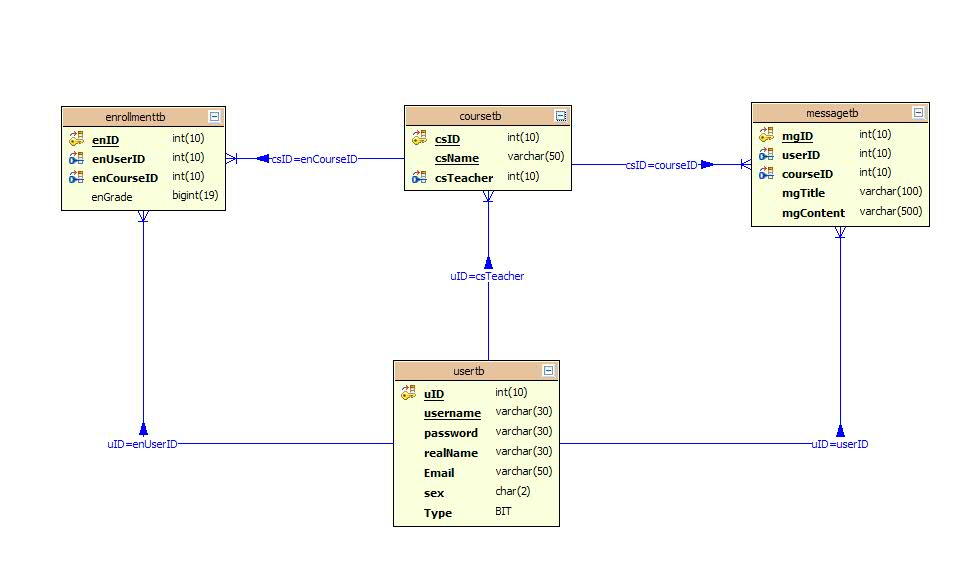 enrollmenttb
enID int(10)
enUserID int(10)
enCourseID int(10)
enGrade bigint(19)
csID=enCourseID
coursetb
csID int(10)
csName varchar(50)
csTeacher int(10)
csID=courseID
messagetb
mgID int(10)
userID int(10)
courseID int(10)
mgTitle varchar(100)
mgContent varchar(500)
uID=csTeacher
usertb
uID int(10)
username varchar(30)
password varchar(30)
realName varchar(30)
Email varchar(50)
sex char(2)
Type BIT
uID=enUserID
uID=userID